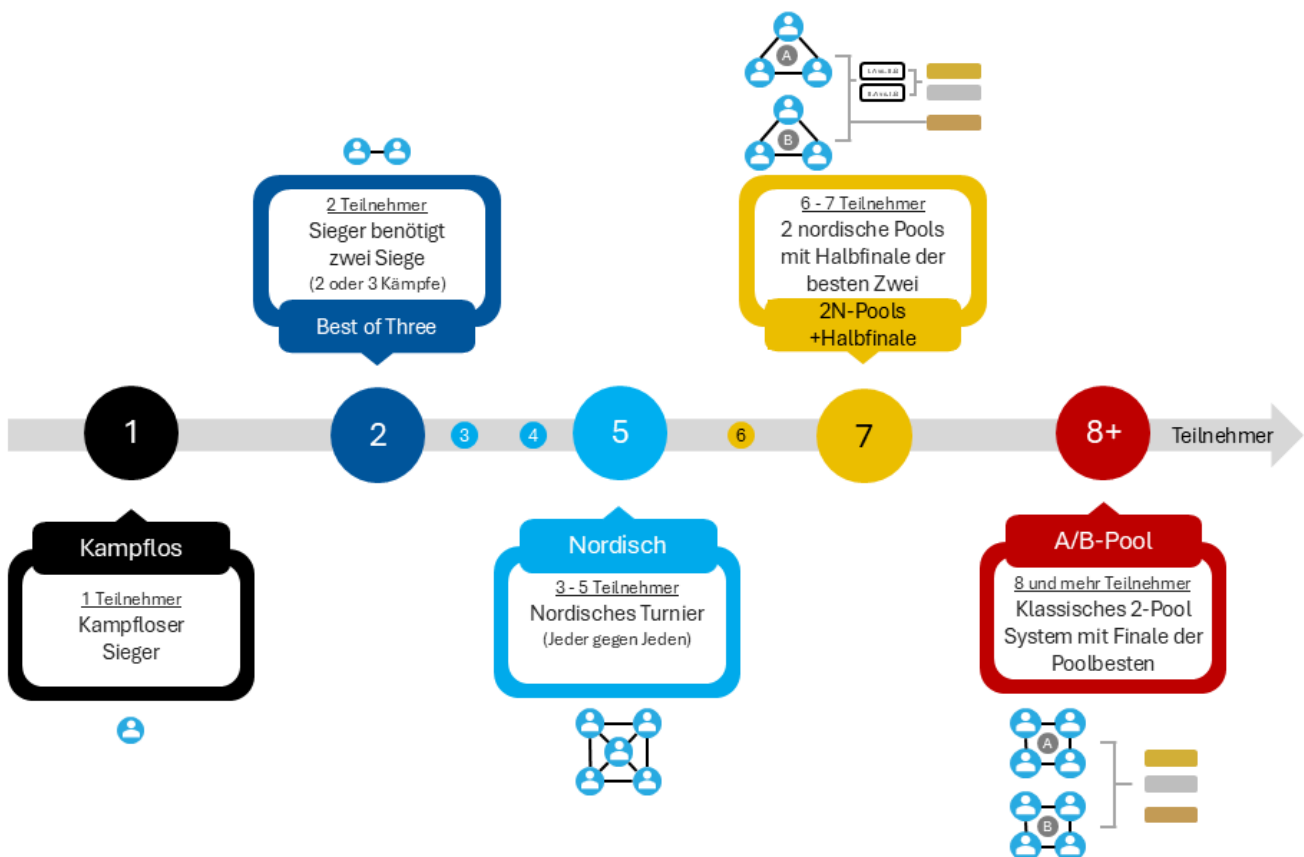 A
B
2 Teilnehmer
Sieger benötigt
zwei Siege
(2 oder 3 Kämpfe)
Best of Three
6 - 7 Teilnehmer
2 nordische Pools
mit Halbfinale der
besten Zwei
2N-Pools
+Halbfinale
1
2
3
4
5
6
7
8+
Teilnehmer
Kampflos
1 Teilnehmer
Kampfloser
Sieger
Nordisch
3 - 5 Teilnehmer
Nordisches Turnier
(Jeder gegen Jeden)
A/B-Pool
8 und mehr Teilnehmer
Klassisches 2-Pool
System mit Finale der
Poolbesten
A
B